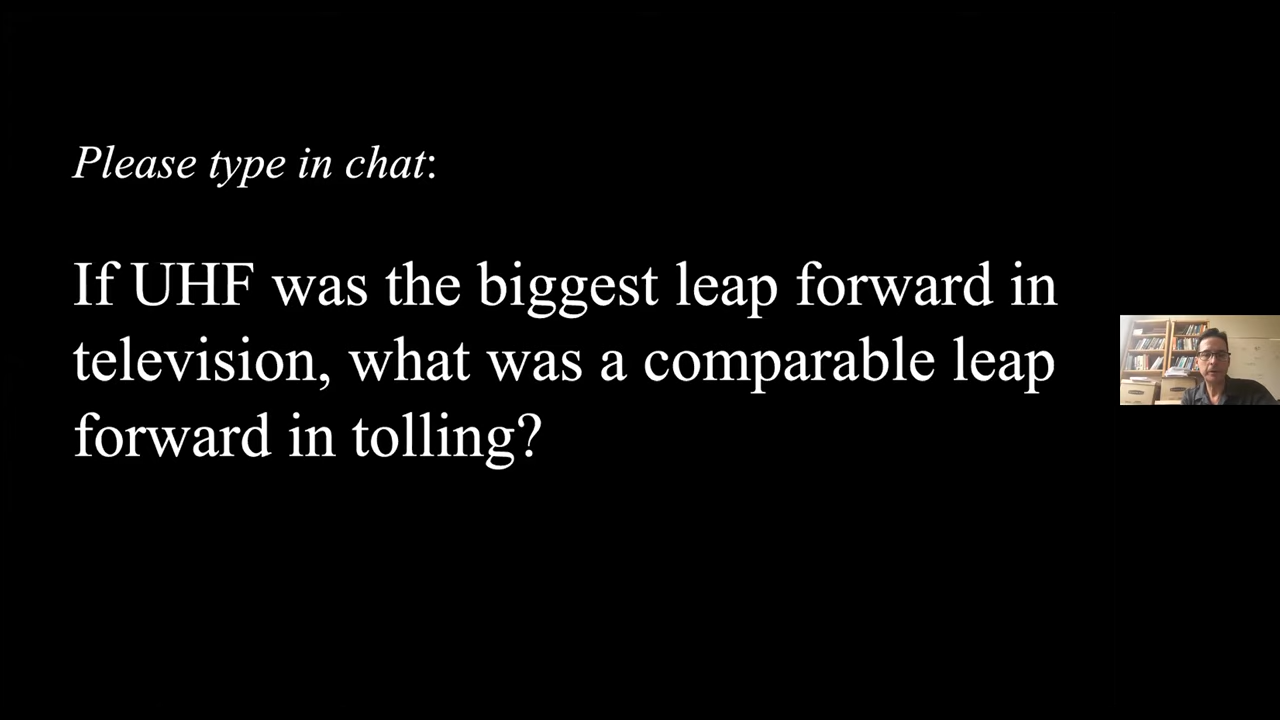 Please type in chat:
If UHF was the biggest leap forward in
television, what was a comparable leap
forward in tolling?